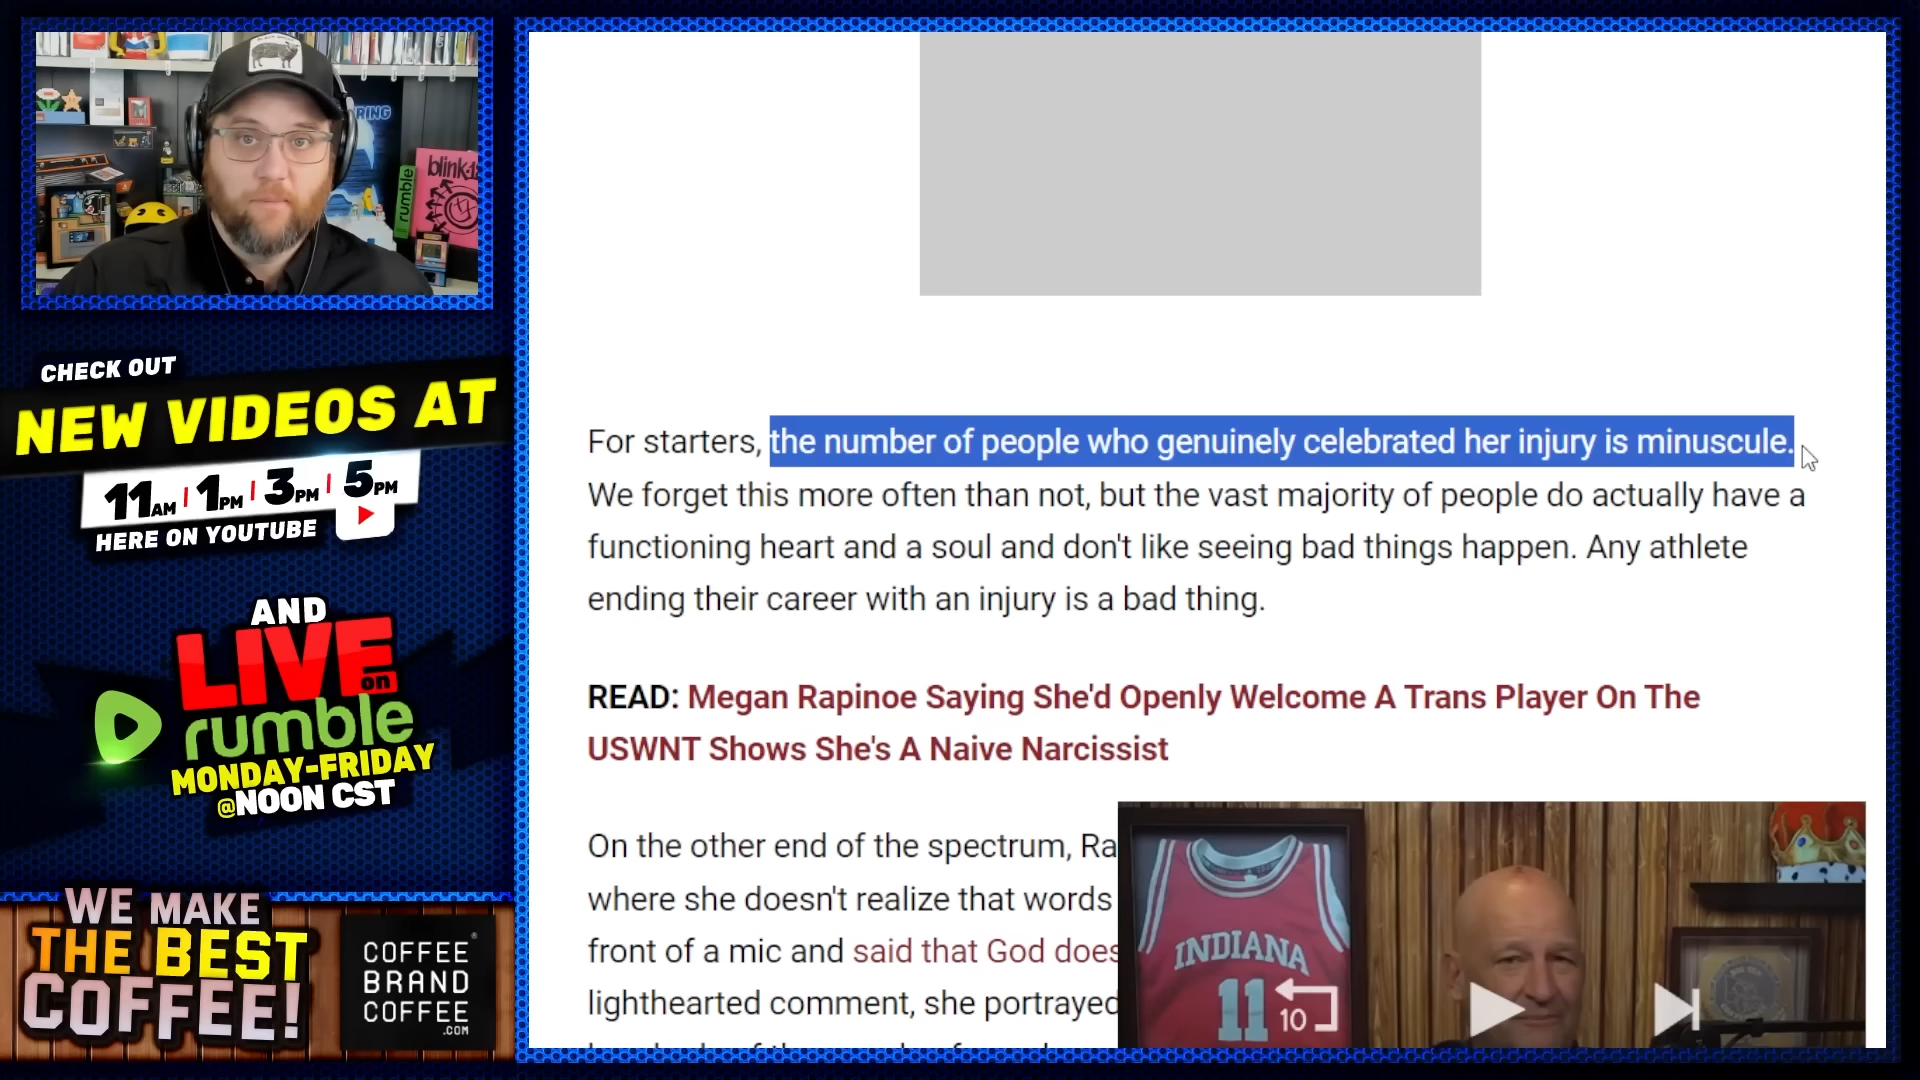 RING
blink-1
rumble
CHECK OUT
NEW VIDEOS AT
11AM | 1PM | 3PM | 5PM
HERE ON YOUTUBE
AND
LIVE
on
rumble
MONDAY-FRIDAY
@NOON CST
WE MAKE
THE BEST
COFFEE!
COFFEE®
BRAND
COFFEE
.COM
For starters, the number of people who genuinely celebrated her injury is minuscule.
We forget this more often than not, but the vast majority of people do actually have a
functioning heart and a soul and don't like seeing bad things happen. Any athlete
ending their career with an injury is a bad thing.
READ: Megan Rapinoe Saying She'd Openly Welcome A Trans Player On The
USWNT Shows She's A Naive Narcissist
On the other end of the spectrum, Ra
where she doesn't realize that words
front of a mic and said that God does
lighthearted comment, she portrayed
INDIANA
11
10